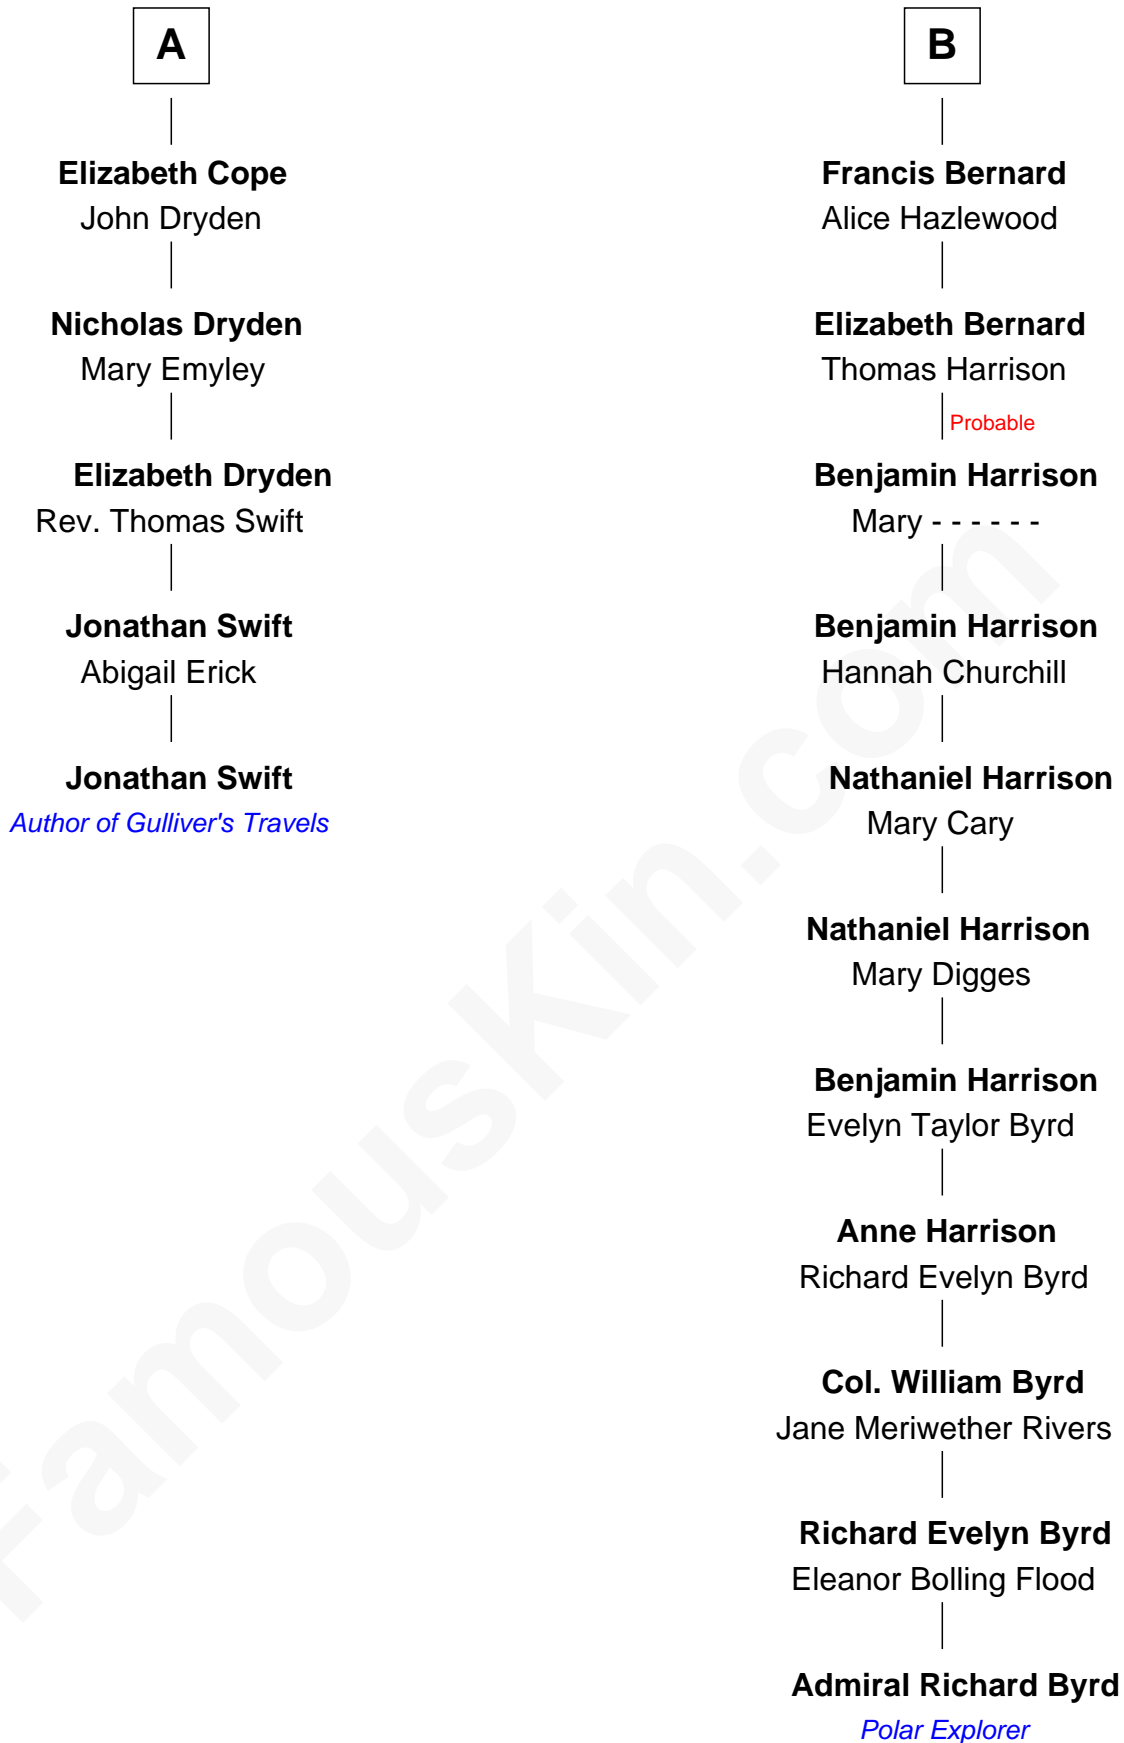 A
Elizabeth Cope
John Dryden
Nicholas Dryden
Mary Emyley
Elizabeth Dryden
Rev. Thomas Swift
Jonathan Swift
Abigail Erick
Jonathan Swift
Author of Gulliver's Travels
B
Francis Bernard
Alice Hazlewood
Elizabeth Bernard
Thomas Harrison
Probable
Benjamin Harrison
Mary - - - - - -
Benjamin Harrison
Hannah Churchill
Nathaniel Harrison
Mary Cary
Nathaniel Harrison
Mary Digges
Benjamin Harrison
Evelyn Taylor Byrd
Anne Harrison
Richard Evelyn Byrd
Col. William Byrd
Jane Meriwether Rivers
Richard Evelyn Byrd
Eleanor Bolling Flood
Admiral Richard Byrd
Polar Explorer
FamousKin.com